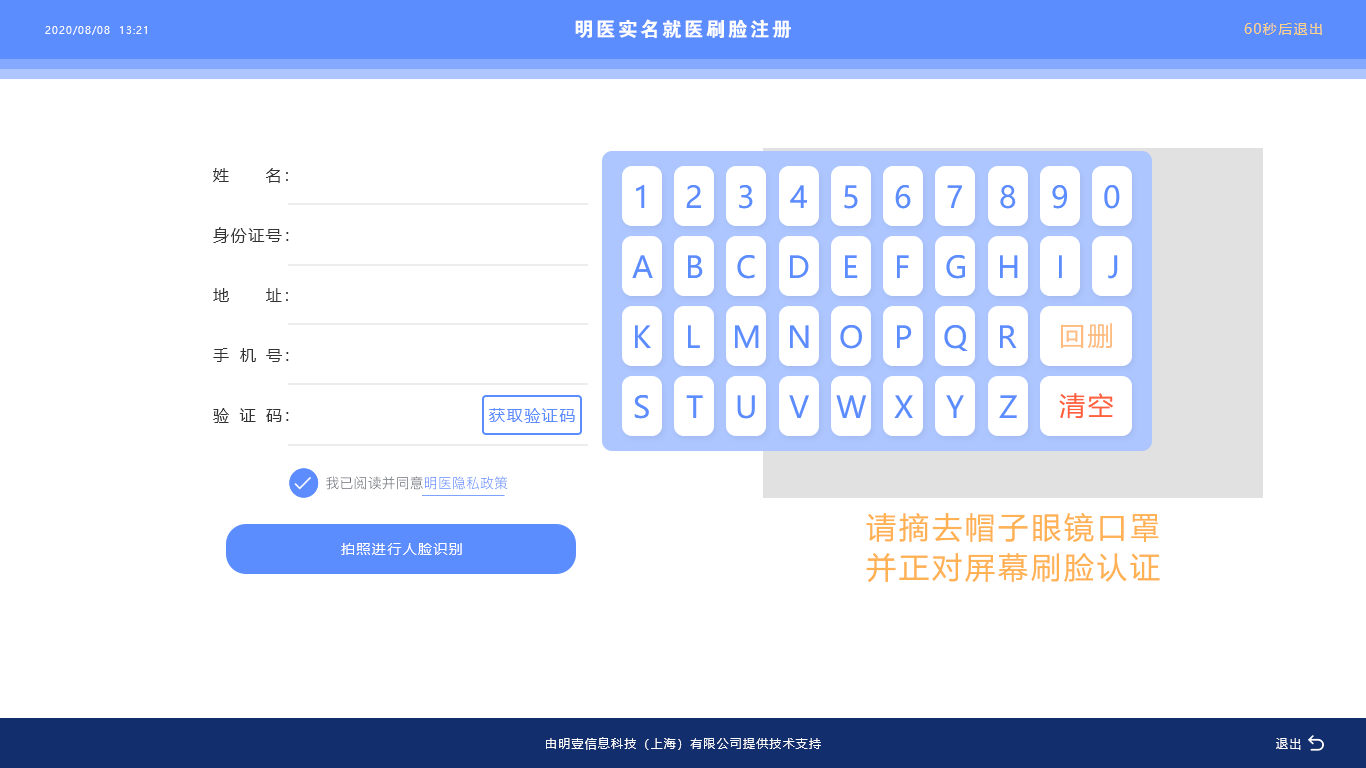 2020/08/08 13:21
明医实名就医刷脸注册
60秒后退出
姓 名:
身份证号:
地 址:
手 机 号:
验 证 码:
获取验证码
我已阅读并同意明医隐私政策
拍照进行人脸识别
1 2 3 4 5 6 7 8 9 0
A B C D E F G H I J
K L M N O P Q R 回删
S T U V W X Y Z 清空
请摘去帽子眼镜口罩
并正对屏幕刷脸认证
由明壹信息科技（上海）有限公司提供技术支持
退出